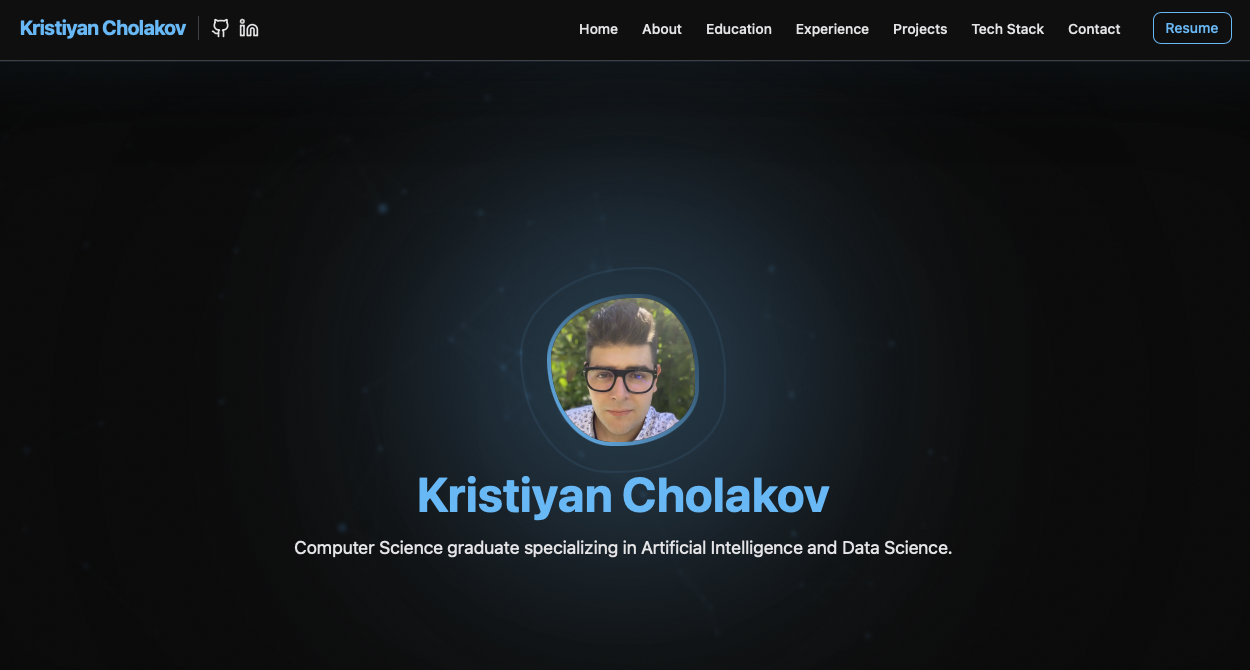 Kristiyan Cholakov
Home About Education Experience Projects Tech Stack Contact Resume
Kristiyan Cholakov
Computer Science graduate specializing in Artificial Intelligence and Data Science.